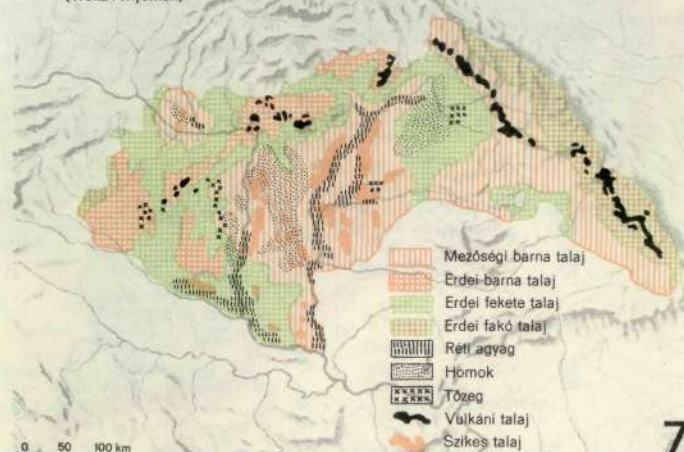 Mezőségi barna talaj
Erdei barna talaj
Erdei fekete talaj
Erdei fakó talaj
Réti agyag
Homok
Tőzeg
Vulkáni talaj
Szikes talaj
0 50 100 km
7